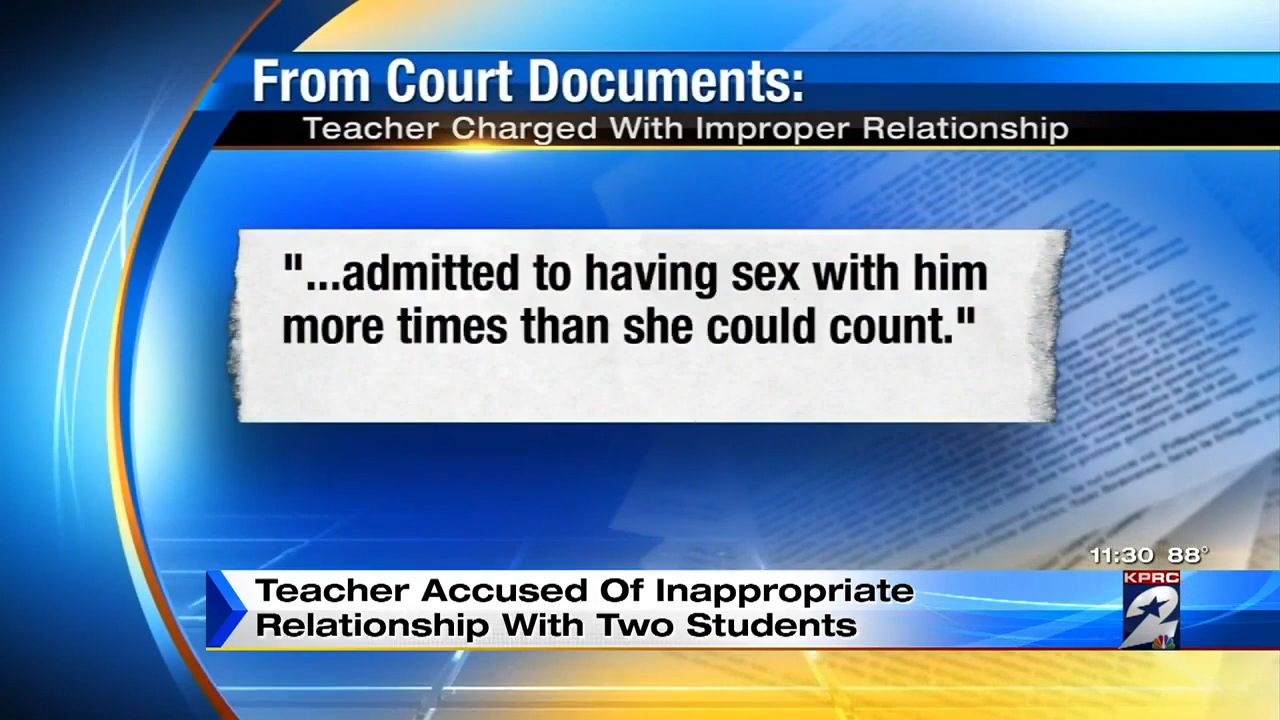 From Court Documents:
Teacher Charged With Improper Relationship
"...admitted to having sex with him
more times than she could count."
11:30 88°
KPRC
2
Teacher Accused Of Inappropriate
Relationship With Two Students